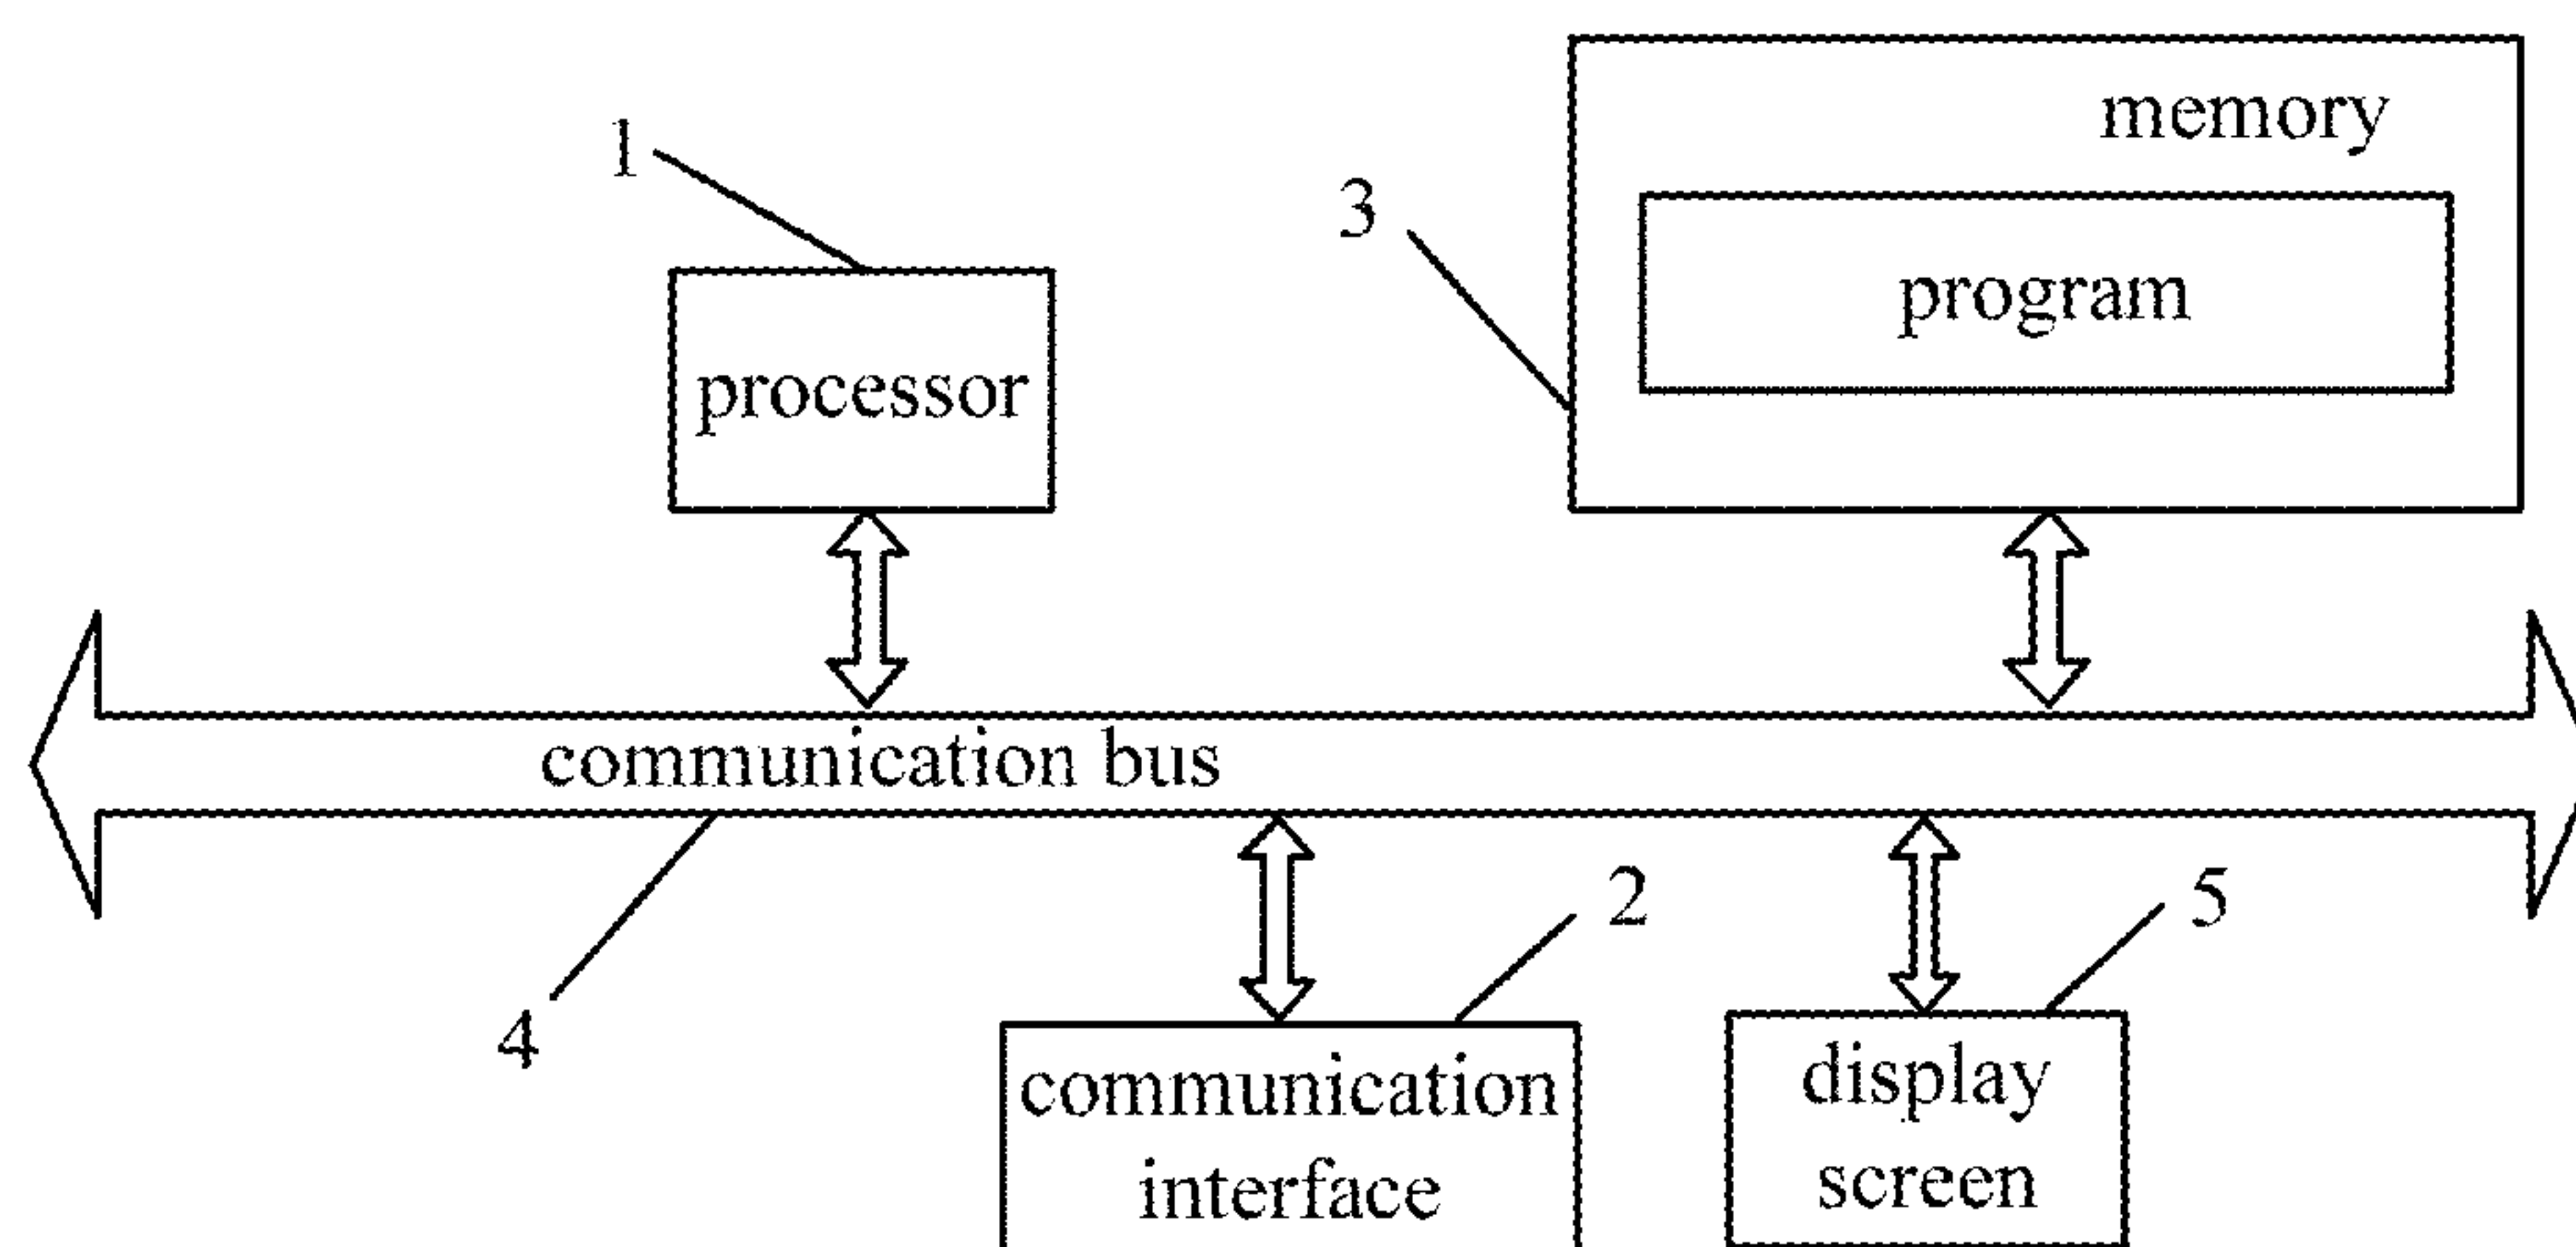 memory
1
3
program
processor
communication bus
2
5
4
communication
interface
display
screen